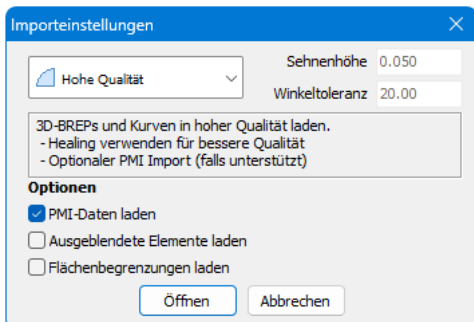 Importeinstellungen
Hohe Qualität
Sehnenhöhe 0.050
Winkeltoleranz 20.00
3D-BREPs und Kurven in hoher Qualität laden.
- Healing verwenden für bessere Qualität
- Optionaler PMI Import (falls unterstützt)
Optionen
PMI-Daten laden
Ausgeblendete Elemente laden
Flächenbegrenzungen laden
Öffnen Abbrechen